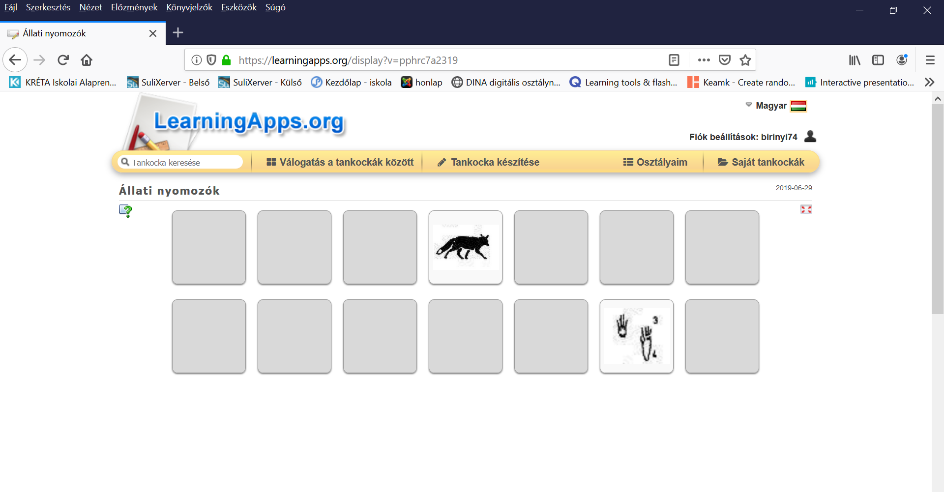 Fájl Szerkesztés Nézet Előzmények Könyvjelzők Eszközök Súgó
Állati nyomozók
https://learningapps.org/display?v=pphrc7a2319
KRÉTA Iskolai Alapren... SuliXerver - Belső SuliXerver - Külső Kezdőlap - iskola honlap DINA digitális osztályn... Learning tools & flash... Keamk - Create rando... Interactive presentatio...
LearningApps.org
Magyar
Fiók beállítások: birinyi74
Tankocka keresése Válogatás a tankockák között Tankocka készítése Osztályaim Saját tankockák
Állati nyomozók
2019-06-29
3